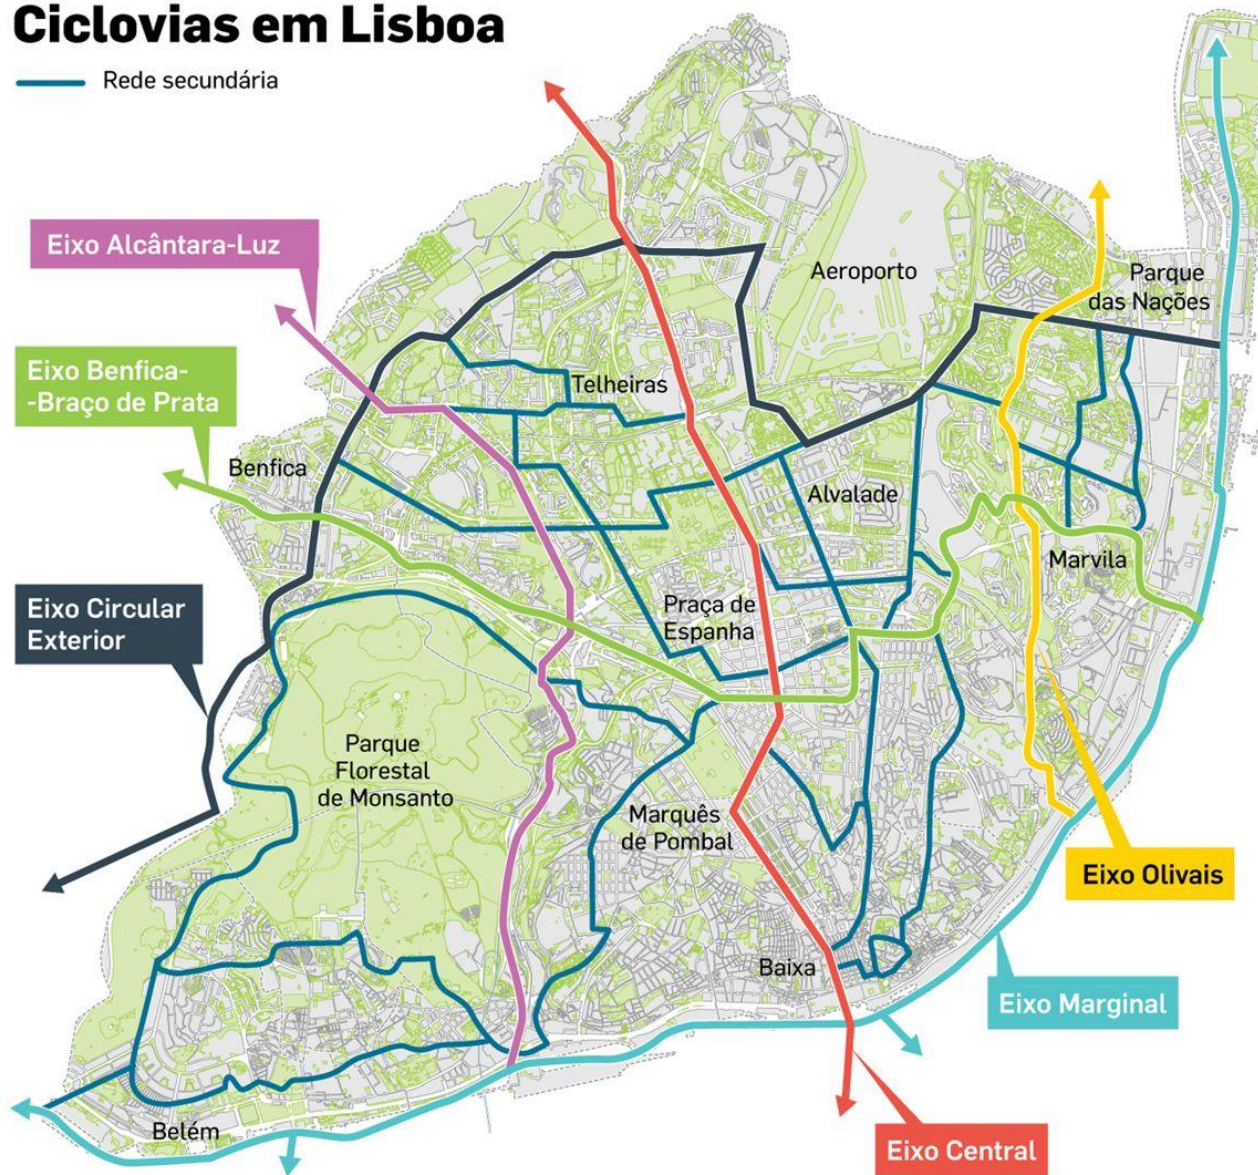 Ciclovias em Lisboa
Rede secundária
Eixo Alcântara-Luz
Aeroporto
Parque
das Nações
Eixo Benfica-
-Braço de Prata
Telheiras
Benfica
Alvalade
Marvila
Eixo Circular
Exterior
Praça de
Espanha
Parque
Florestal
de Monsanto
Marquês
de Pombal
Eixo Olivais
Baixa
Eixo Marginal
Belém
Eixo Central